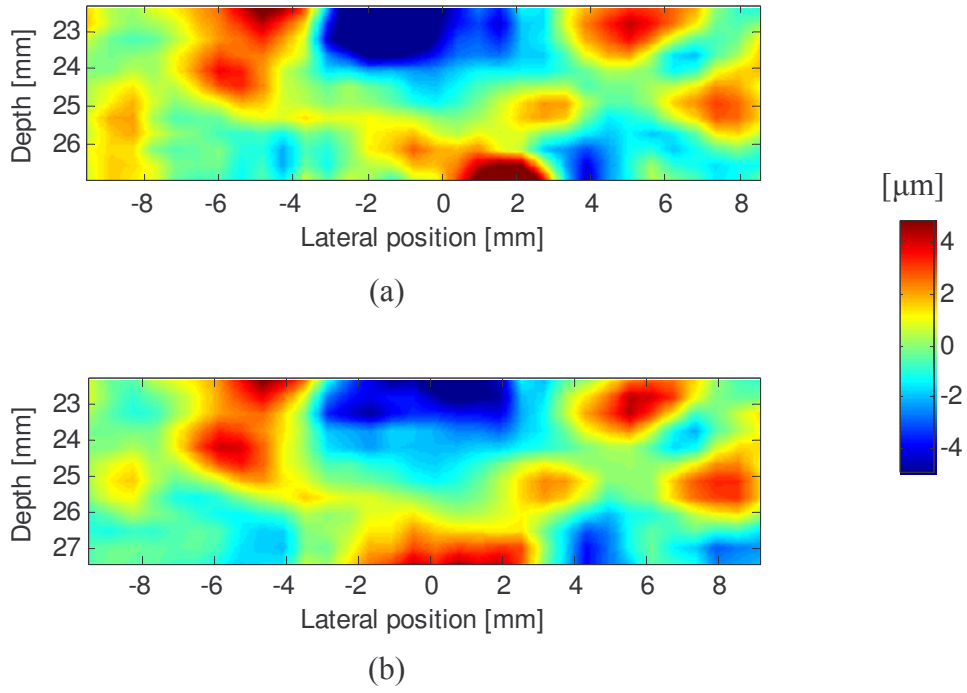 Depth [mm]
23
24
25
26
-8 -6 -4 -2 0 2 4 6 8
Lateral position [mm]
(a)
[μm]
4
2
0
-2
-4
Depth [mm]
23
24
25
26
27
-8 -6 -4 -2 0 2 4 6 8
Lateral position [mm]
(b)